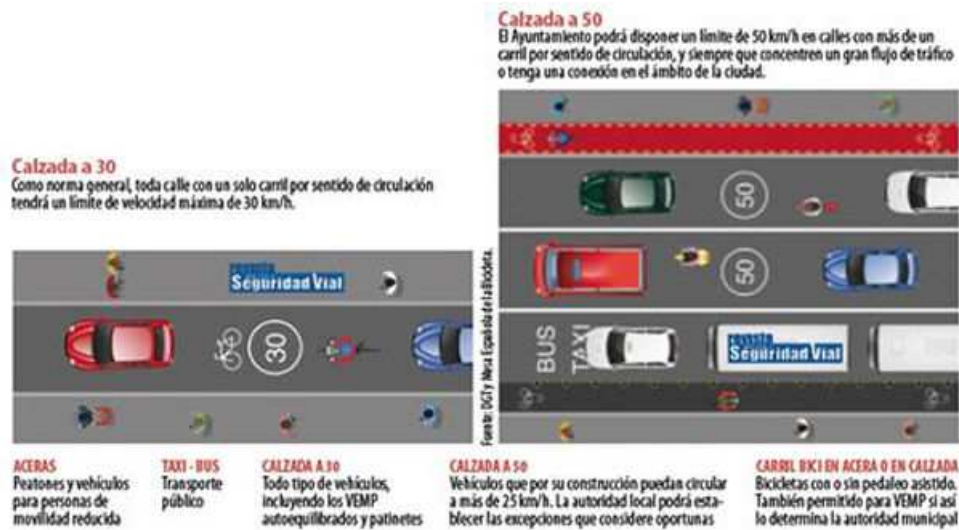 Calzada a 50
El Ayuntamiento podrá disponer un límite de 50 km/h en calles con más de un
carril por sentido de circulación, y siempre que concentren un gran flujo de tráfico
o tenga una conexión en el ámbito de la ciudad.
Calzada a 30
Como norma general, toda calle con un solo carril por sentido de circulación
tendrá un límite de velocidad máxima de 30 km/h.
revista
Seguridad Vial
30
50
50
BUS
TAXI
revista
Seguridad Vial
Fuente: DGT y Mesa Española de la Bicicleta.
ACERAS
Peatones y vehículos
para personas de
movilidad reducida
TAXI - BUS
Transporte
público
CALZADA A 30
Todo tipo de vehículos,
incluyendo los VEMP
autoequilibrados y patinetes
CALZADA A 50
Vehículos que por su construcción puedan circular
a más de 25 km/h. La autoridad local podrá esta-
blecer las excepciones que considere oportunas
CARRIL BICI EN ACERA O EN CALZADA
Bicicletas con o sin pedaleo asistido.
También permitido para VEMP si así
lo determina la autoridad municipal